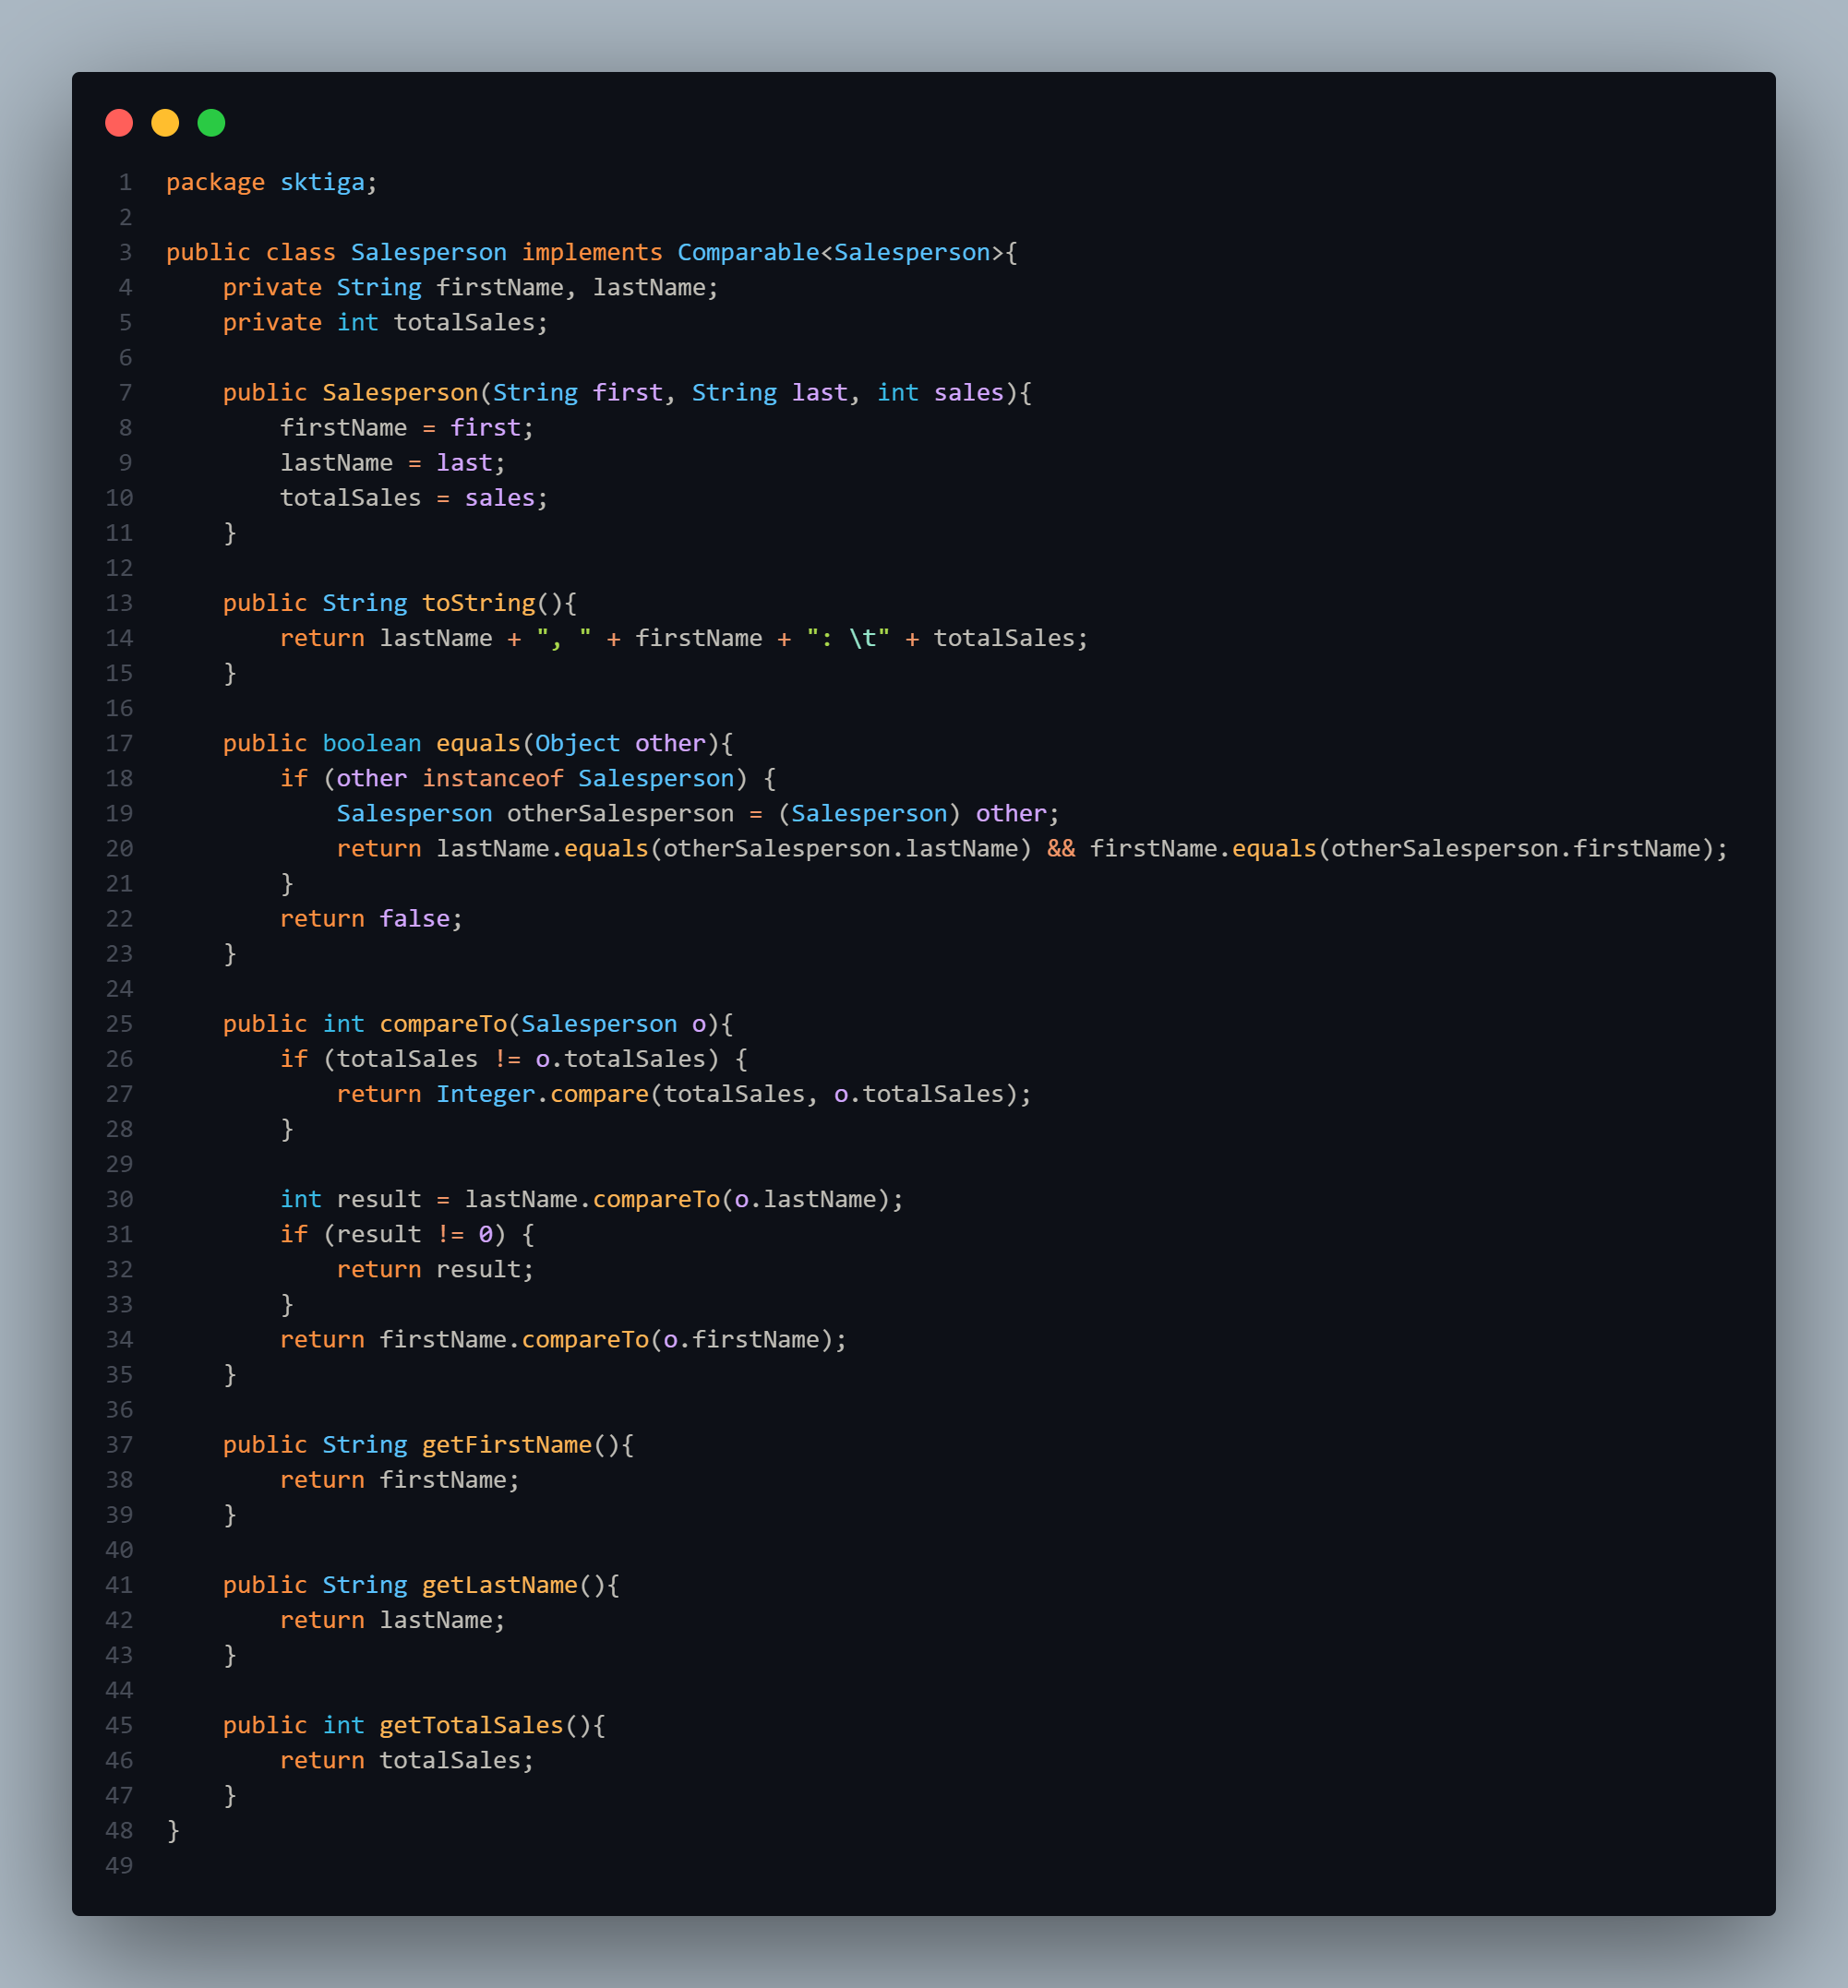 1 package sktiga;
2
3 public class Salesperson implements Comparable<Salesperson>{
4     private String firstName, lastName;
5     private int totalSales;
6
7     public Salesperson(String first, String last, int sales){
8         firstName = first;
9         lastName = last;
10         totalSales = sales;
11     }
12
13     public String toString(){
14         return lastName + ", " + firstName + ": \t" + totalSales;
15     }
16
17     public boolean equals(Object other){
18         if (other instanceof Salesperson) {
19             Salesperson otherSalesperson = (Salesperson) other;
20             return lastName.equals(otherSalesperson.lastName) && firstName.equals(otherSalesperson.firstName);
21         }
22         return false;
23     }
24
25     public int compareTo(Salesperson o){
26         if (totalSales != o.totalSales) {
27             return Integer.compare(totalSales, o.totalSales);
28         }
29
30         int result = lastName.compareTo(o.lastName);
31         if (result != 0) {
32             return result;
33         }
34         return firstName.compareTo(o.firstName);
35     }
36
37     public String getFirstName(){
38         return firstName;
39     }
40
41     public String getLastName(){
42         return lastName;
43     }
44
45     public int getTotalSales(){
46         return totalSales;
47     }
48 }
49